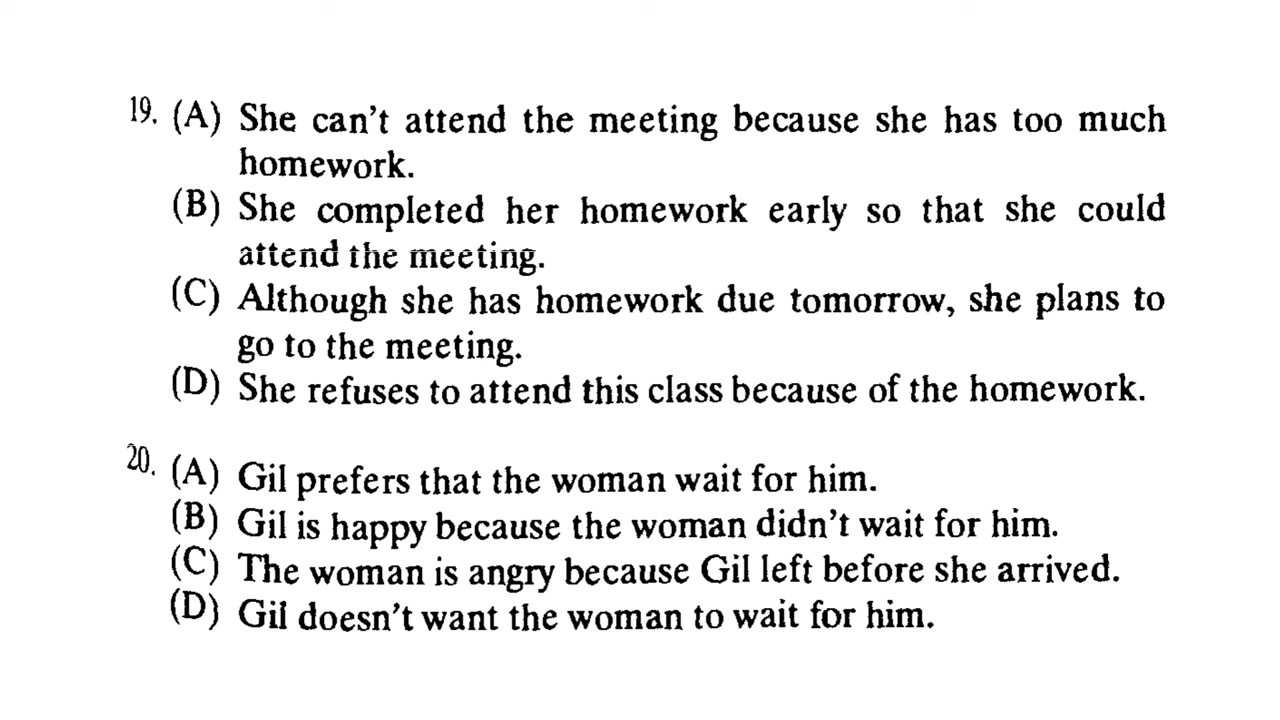 19. (A) She can't attend the meeting because she has too much
homework.
(B) She completed her homework early so that she could
attend the meeting.
(C) Although she has homework due tomorrow, she plans to
go to the meeting.
(D) She refuses to attend this class because of the homework.
20. (A) Gil prefers that the woman wait for him.
(B) Gil is happy because the woman didn't wait for him.
(C) The woman is angry because Gil left before she arrived.
(D) Gil doesn't want the woman to wait for him.